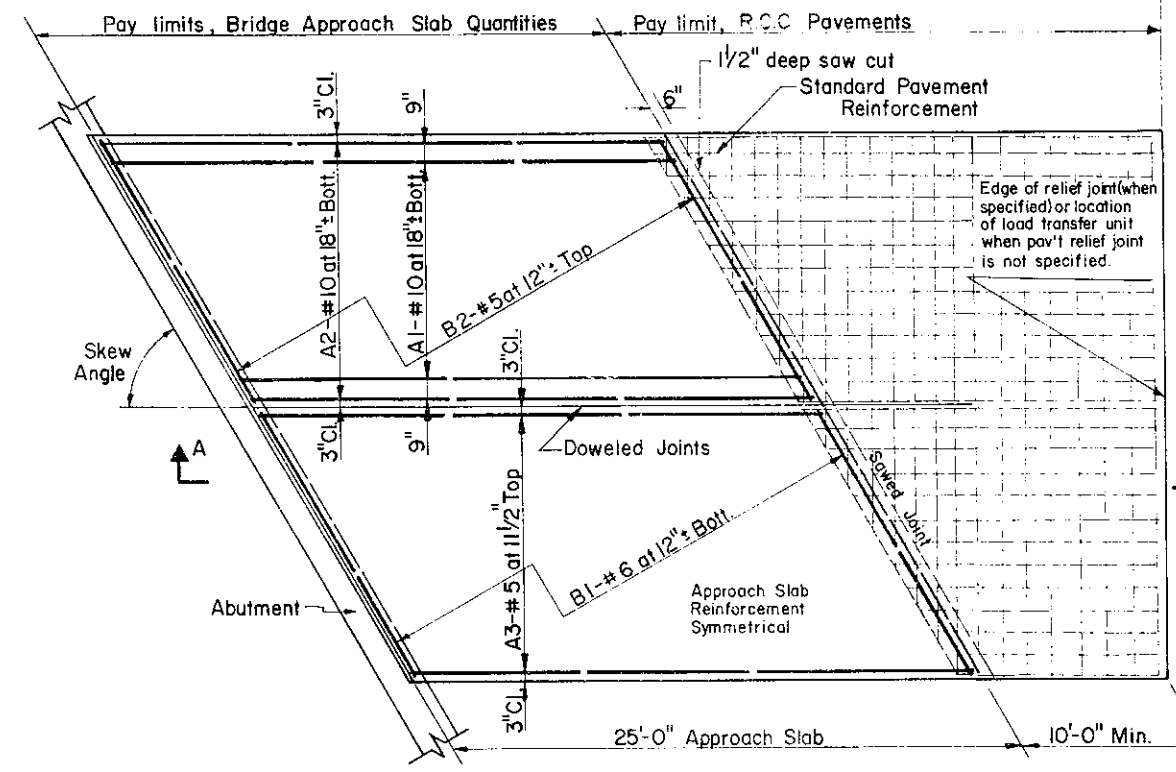 Pay limits, Bridge Approach Slab Quantities
Pay limit, R.C.C Pavements
1 1/2" deep saw cut
Standard Pavement
Reinforcement
6"
3"Cl.
9"
A2-#10 at 18"± Bott.
A1-#10 at 18"± Bott.
B2-#5 at 12"± Top
Edge of relief joint (when
specified) or location
of load transfer unit
when pav't relief joint
is not specified.
Skew
Angle
3"Cl.
3"Cl.
9"
Doweled Joints
A
Sawed Joint
A3-#5 at 11 1/2" Top
B1-#6 at 12"± Bott.
Abutment
Approach Slab
Reinforcement
Symmetrical
3"Cl.
25'-0" Approach Slab
10'-0" Min.